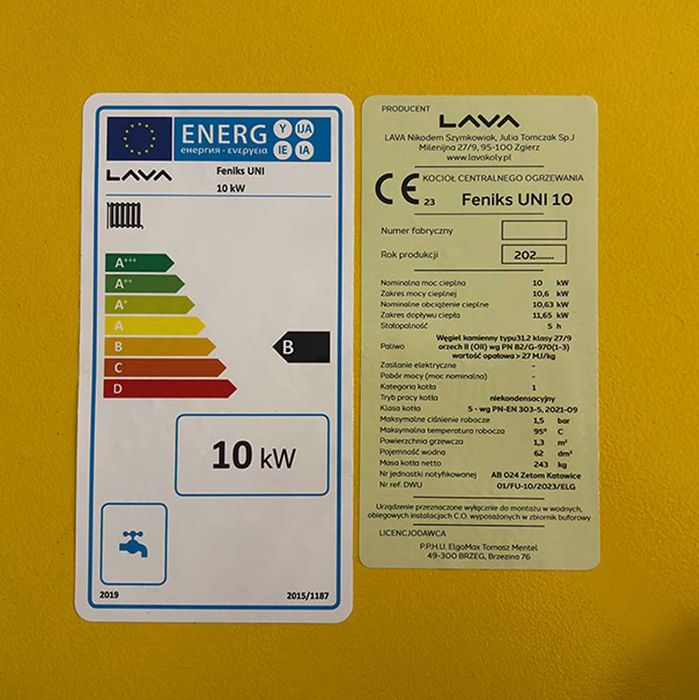 ENERG
Y IJA
IE IA
енергия · ενεργεια
LAVA
Feniks UNI
10 kW
A+++
A++
A+
A
B
C
D
B
10 kW
2019
2015/1187
PRODUCENT
LAVA
LAVA Nikodem Szymkowiak, Julia Tomczak Sp.J
Milenijna 27/9, 95-100 Zgierz
www.lavakoly.pl
CE 23
KOCIOŁ CENTRALNEGO OGRZEWANIA
Feniks UNI 10
Numer fabryczny
Rok produkcji 202.......
Nominalna moc cieplna 10 kW
Zakres mocy cieplnej 10,6 kW
Nominalne obciążenie cieplne 10,63 kW
Zakres dopływu ciepła 11,65 kW
Stałopalność 5 h
Paliwo Węgiel kamienny typu31.2 klasy 27/9
orzech II (OII) wg PN 82/G-970(1-3)
wartość opałowa > 27 MJ/kg
Zasilanie elektryczne -
Pobór mocy (moc nominalna) -
Kategoria kotła 1
Tryb pracy kotła niekondensacyjny
Klasa kotła 5 - wg PN-EN 303-5, 2021-09
Maksymalne ciśnienie robocze 1,5 bar
Maksymalna temperatura robocza 95° C
Powierzchnia grzewcza 1,3 m²
Pojemność wodna 62 dm³
Masa kotła netto 243 kg
Nr jednostki notyfikowanej AB 024 Zetom Katowice
Nr ref. DWU 01/FU-10/2023/ELG
Urządzenie przeznaczone wyłącznie do montażu w wodnych,
obiegowych instalacjach C.O. wyposażonych w zbiornik buforowy
LICENCJODAWCA
P.P.H.U. ElgoMax Tomasz Mentel
49-300 BRZEG, Brzezina 76